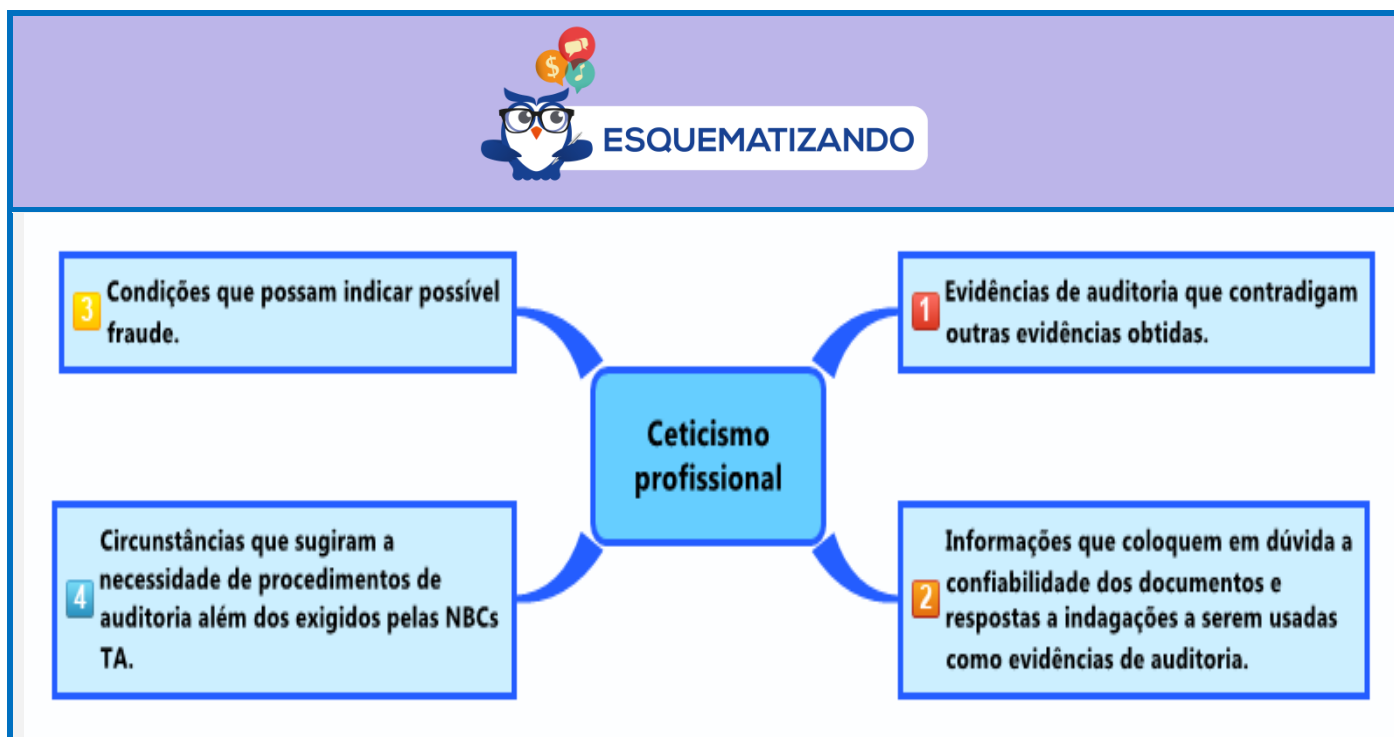 ESQUEMATIZANDO
3
Condições que possam indicar possível
fraude.
1
Evidências de auditoria que contradigam
outras evidências obtidas.
Ceticismo
profissional
4
Circunstâncias que sugiram a
necessidade de procedimentos de
auditoria além dos exigidos pelas NBCs
TA.
2
Informações que coloquem em dúvida a
confiabilidade dos documentos e
respostas a indagações a serem usadas
como evidências de auditoria.